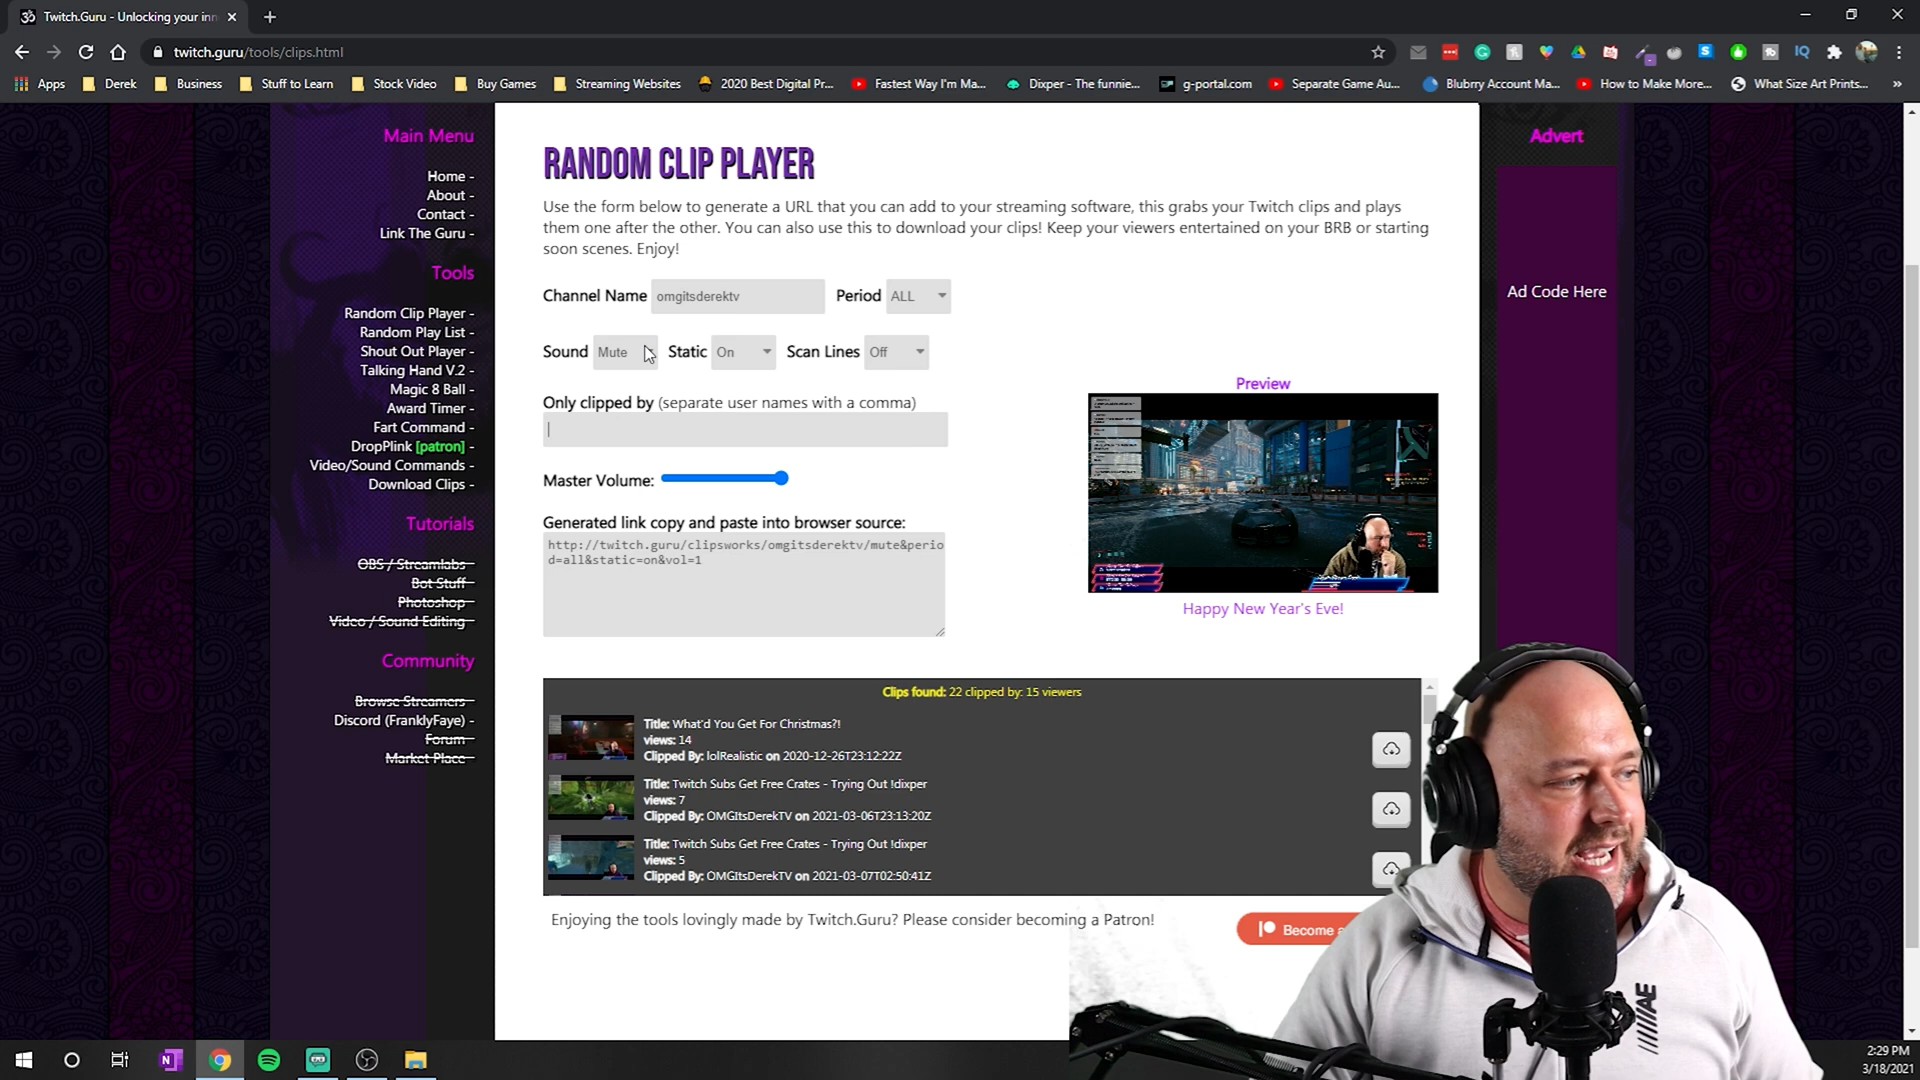 Twitch.Guru - Unlocking your inn
twitch.guru/tools/clips.html
Apps
Derek
Business
Stuff to Learn
Stock Video
Buy Games
Streaming Websites
2020 Best Digital Pr...
Fastest Way I'm Ma...
Dixper - The funnie...
g-portal.com
Separate Game Au...
Blubrry Account Ma...
How to Make More...
What Size Art Prints...
Main Menu
Home -
About -
Contact -
Link The Guru -
Tools
Random Clip Player -
Random Play List -
Shout Out Player -
Talking Hand V.2 -
Magic 8 Ball -
Award Timer -
Fart Command -
DropPlink [patron] -
Video/Sound Commands -
Download Clips -
Tutorials
OBS / Streamlabs -
Bot Stuff -
Photoshop -
Video / Sound Editing -
Community
Browse Streamers -
Discord (FranklyFaye) -
Forum -
Market Place -
RANDOM CLIP PLAYER
Use the form below to generate a URL that you can add to your streaming software, this grabs your Twitch clips and plays
them one after the other. You can also use this to download your clips! Keep your viewers entertained on your BRB or starting
soon scenes. Enjoy!
Channel Name omgitsderektv Period ALL
Sound Mute Static On Scan Lines Off
Only clipped by (separate user names with a comma)
Master Volume:
Generated link copy and paste into browser source:
http://twitch.guru/clipsworks/omgitsderektv/mute&perio
d=all&static=on&vol=1
Preview
Happy New Year's Eve!
Clips found: 22 clipped by: 15 viewers
Title: What'd You Get For Christmas?!
views: 14
Clipped By: lolRealistic on 2020-12-26T23:12:22Z
Title: Twitch Subs Get Free Crates - Trying Out !dixper
views: 7
Clipped By: OMGItsDerekTV on 2021-03-06T23:13:20Z
Title: Twitch Subs Get Free Crates - Trying Out !dixper
views: 5
Clipped By: OMGItsDerekTV on 2021-03-07T02:50:41Z
Enjoying the tools lovingly made by Twitch.Guru? Please consider becoming a Patron!
Become a
Advert
Ad Code Here
AE
2:29 PM
3/18/2021